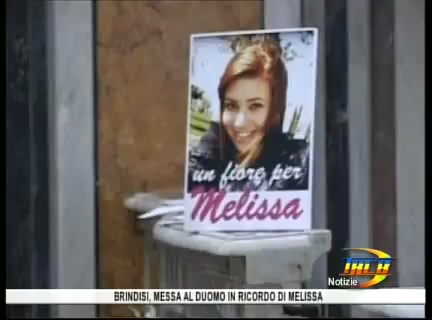 un fiore per
Melissa
Notizie
BRINDISI, MESSA AL DUOMO IN RICORDO DI MELISSA